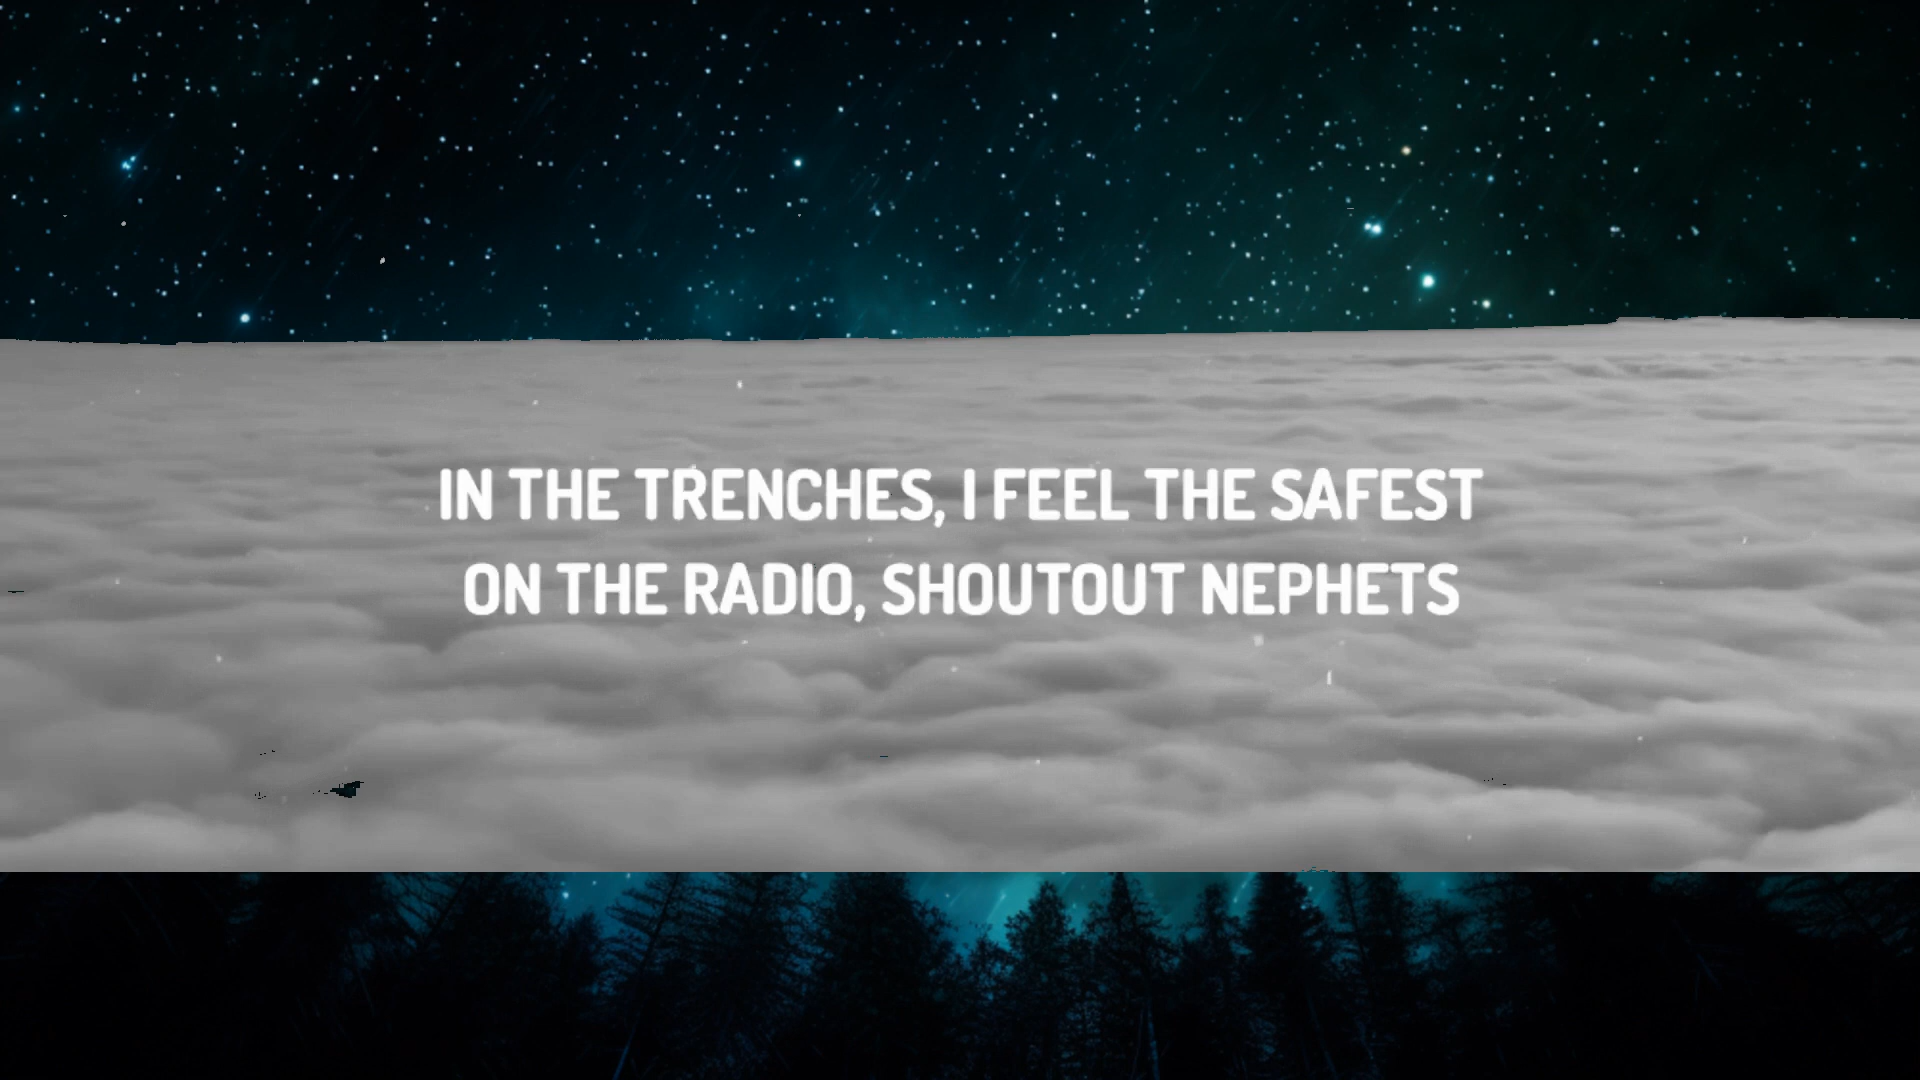 IN THE TRENCHES, I FEEL THE SAFEST
ON THE RADIO, SHOUTOUT NEPHETS